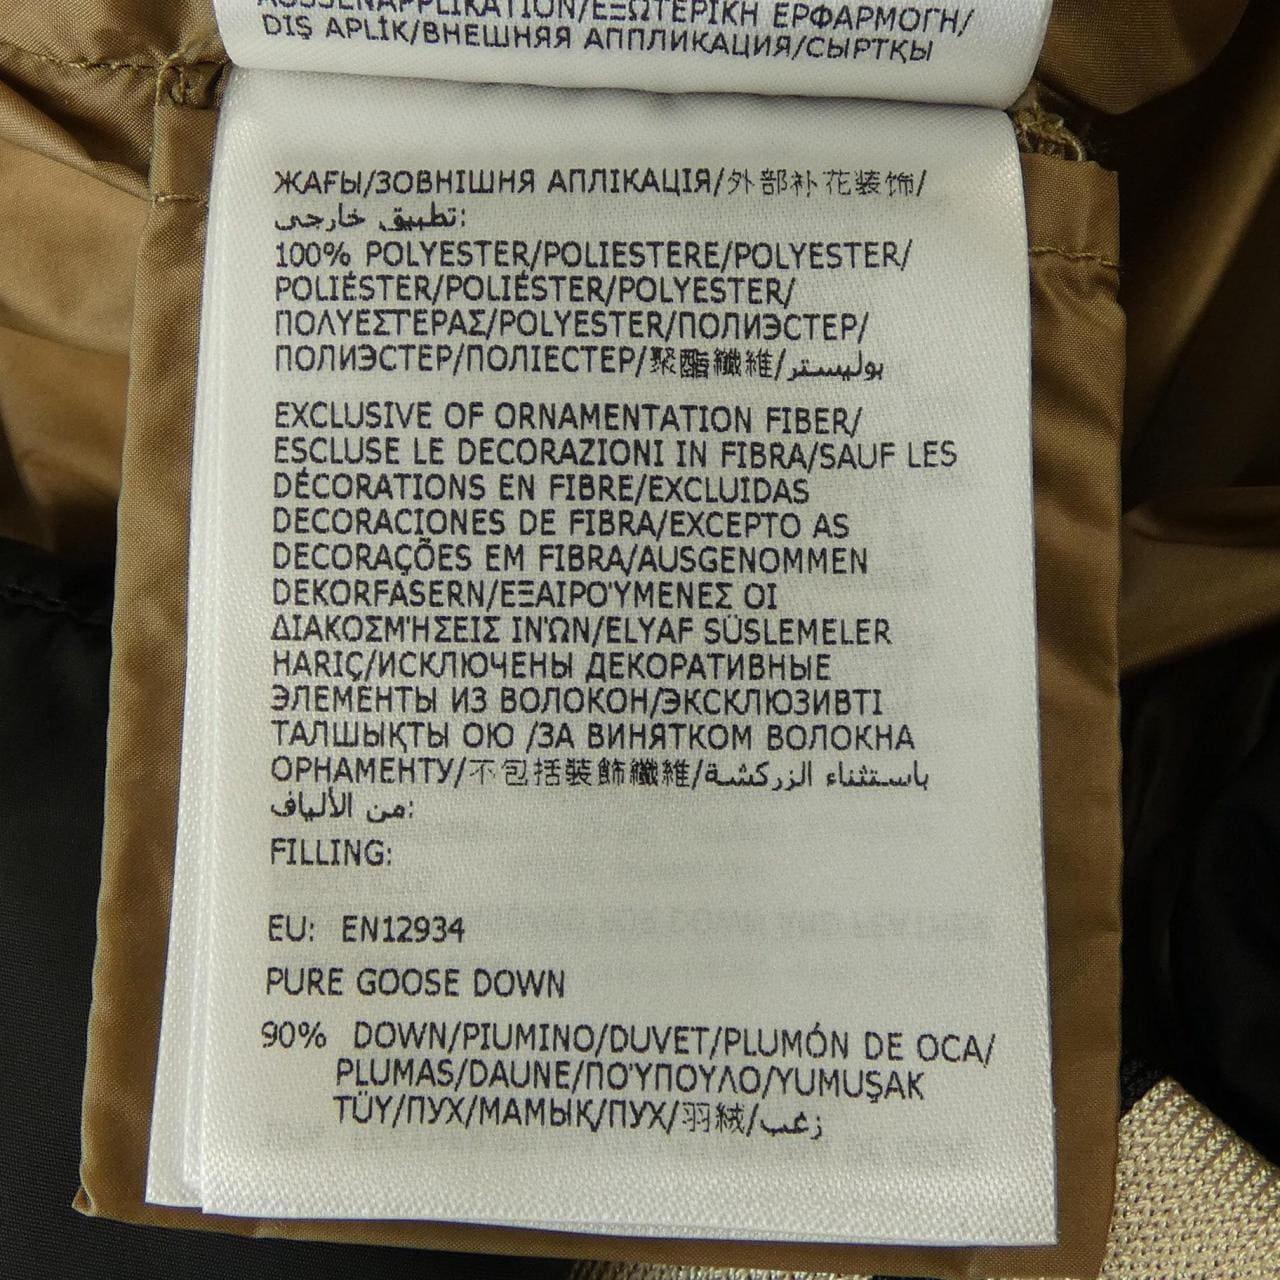 AUSSENAPPLIKATION/ΕΞΩΤΕΡΙΚΗ ΕΡΦΑΡΜΟΓΗ/
DIŞ APLİK/ВНЕШНЯЯ АППЛИКАЦИЯ/СЫРТҚЫ
ЖАҒЫ/ЗОВНІШНЯ АПЛІКАЦІЯ/外部补花装饰/
تطبيق خارجي:
100% POLYESTER/POLIESTERE/POLYESTER/
POLIÉSTER/POLIÉSTER/POLYESTER/
ΠΟΛΥΕΣΤΕΡΑΣ/POLYESTER/ПОЛИЭСТЕР/
ПОЛИЭСТЕР/ПОЛІЕСТЕР/聚酯纖維/بوليستر
EXCLUSIVE OF ORNAMENTATION FIBER/
ESCLUSE LE DECORAZIONI IN FIBRA/SAUF LES
DÉCORATIONS EN FIBRE/EXCLUIDAS
DECORACIONES DE FIBRA/EXCEPTO AS
DECORAÇÕES EM FIBRA/AUSGENOMMEN
DEKORFASERN/ΕΞΑΙΡΟΎΜΕΝΕΣ ΟΙ
ΔΙΑΚΟΣΜΉΣΕΙΣ ΙΝΏΝ/ELYAF SÜSLEMELER
HARIÇ/ИСКЛЮЧЕНЫ ДЕКОРАТИВНЫЕ
ЭЛЕМЕНТЫ ИЗ ВОЛОКОН/ЭКСКЛЮЗИВТІ
ТАЛШЫҚТЫ ОЮ /ЗА ВИНЯТКОМ ВОЛОКНА
ОРНАМЕНТУ/不包括裝飾纖維/باستثناء الزركشة
من الألياف:
FILLING:
EU: EN12934
PURE GOOSE DOWN
90% DOWN/PIUMINO/DUVET/PLUMÓN DE OCA/
PLUMAS/DAUNE/ΠΟΎΠΟΥΛΟ/YUMUŞAK
TÜY/ПУХ/МАМЫҚ/ПУХ/羽絨/زغب